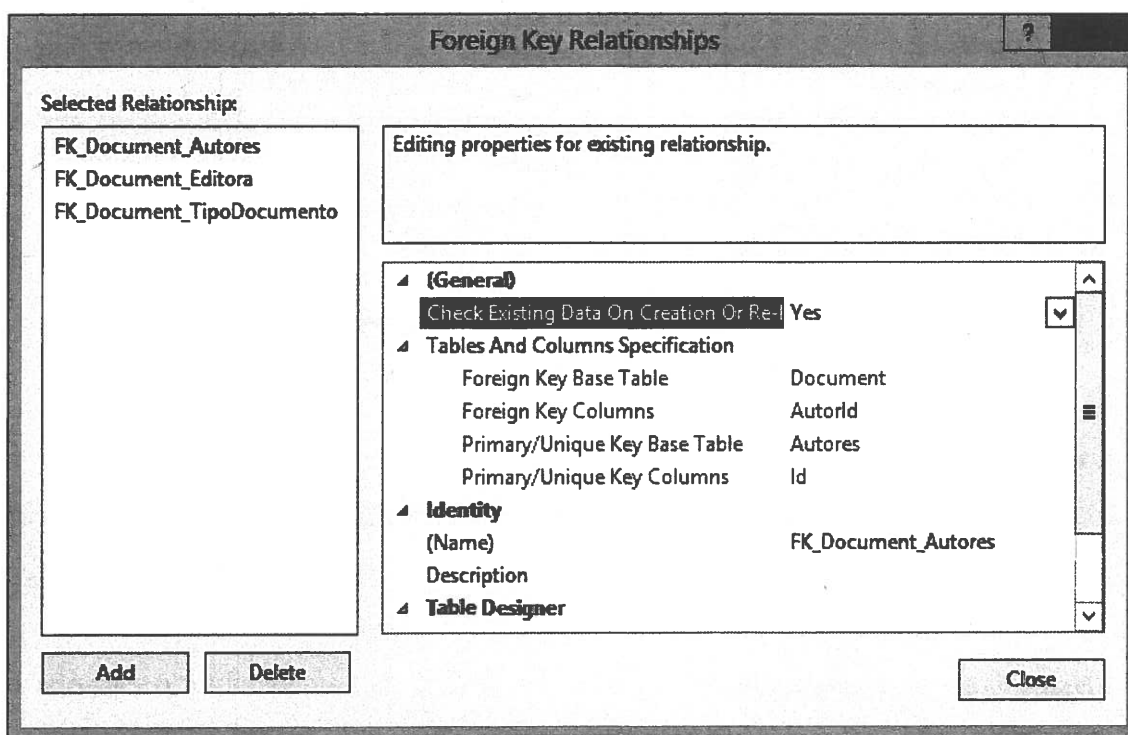 Foreign Key Relationships
?
Selected Relationship:
FK_Document_Autores
FK_Document_Editora
FK_Document_TipoDocumento
Editing properties for existing relationship.
(General)
Check Existing Data On Creation Or Re-I Yes
Tables And Columns Specification
Foreign Key Base Table Document
Foreign Key Columns AutorId
Primary/Unique Key Base Table Autores
Primary/Unique Key Columns Id
Identity
(Name) FK_Document_Autores
Description
Table Designer
Add Delete
Close